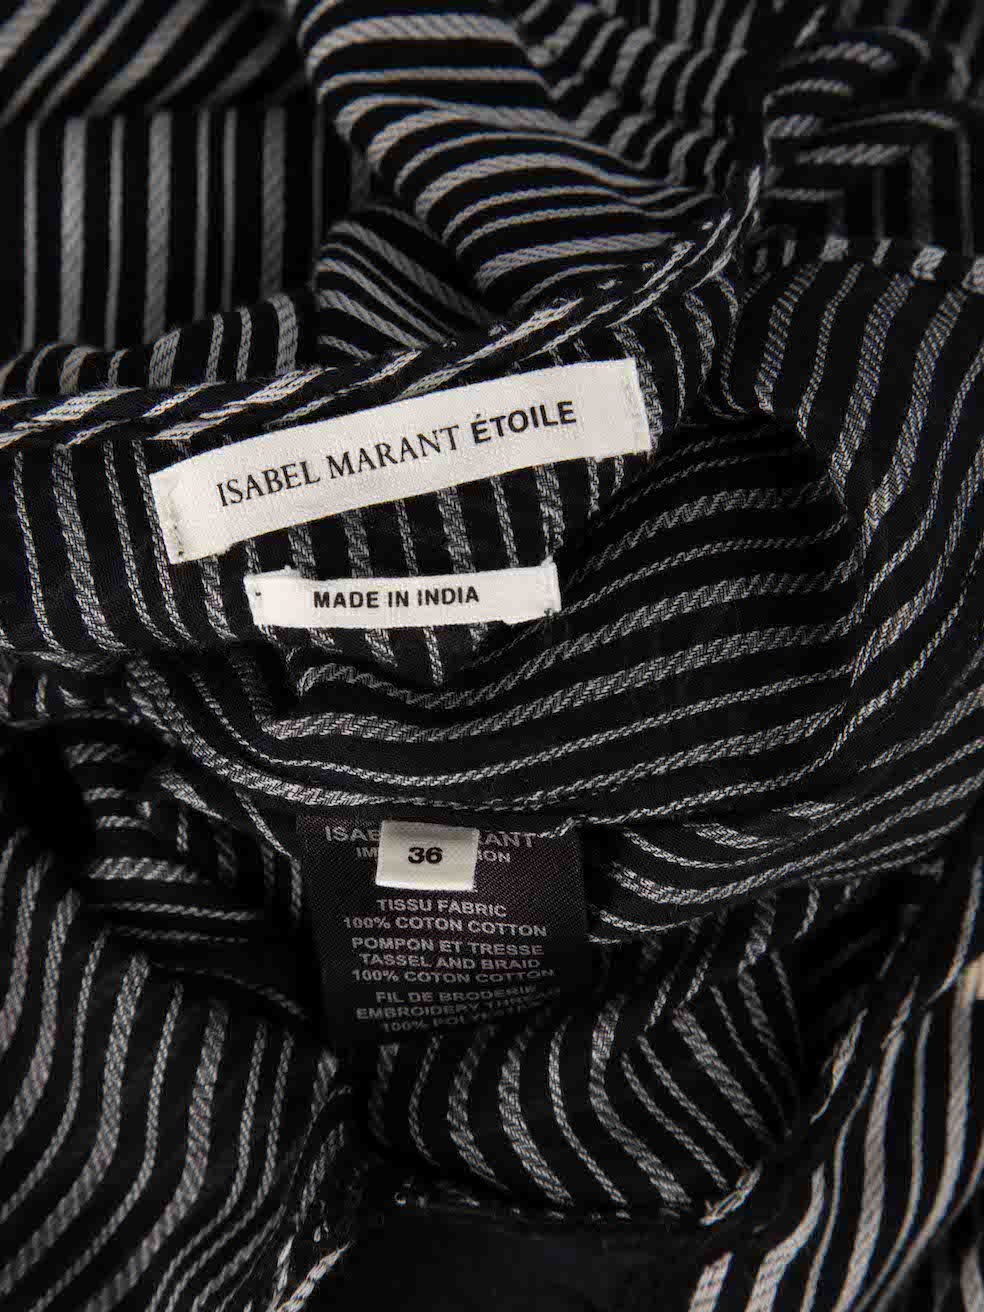 ISABEL MARANT ÉTOILE
MADE IN INDIA
36
TISSU FABRIC
100% COTON COTTON
POMPON ET TRESSE
TASSEL AND BRAID
100% COTON COTTON
FIL DE BRODERIE
100%